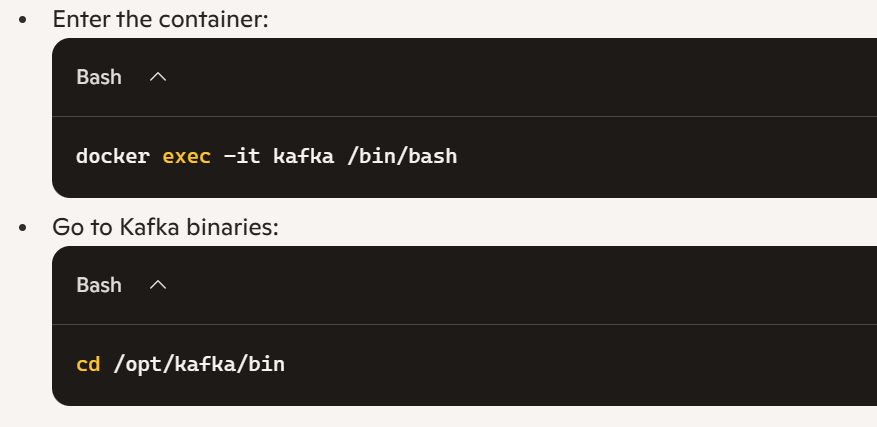 Enter the container:
Bash
docker exec -it kafka /bin/bash
Go to Kafka binaries:
Bash
cd /opt/kafka/bin